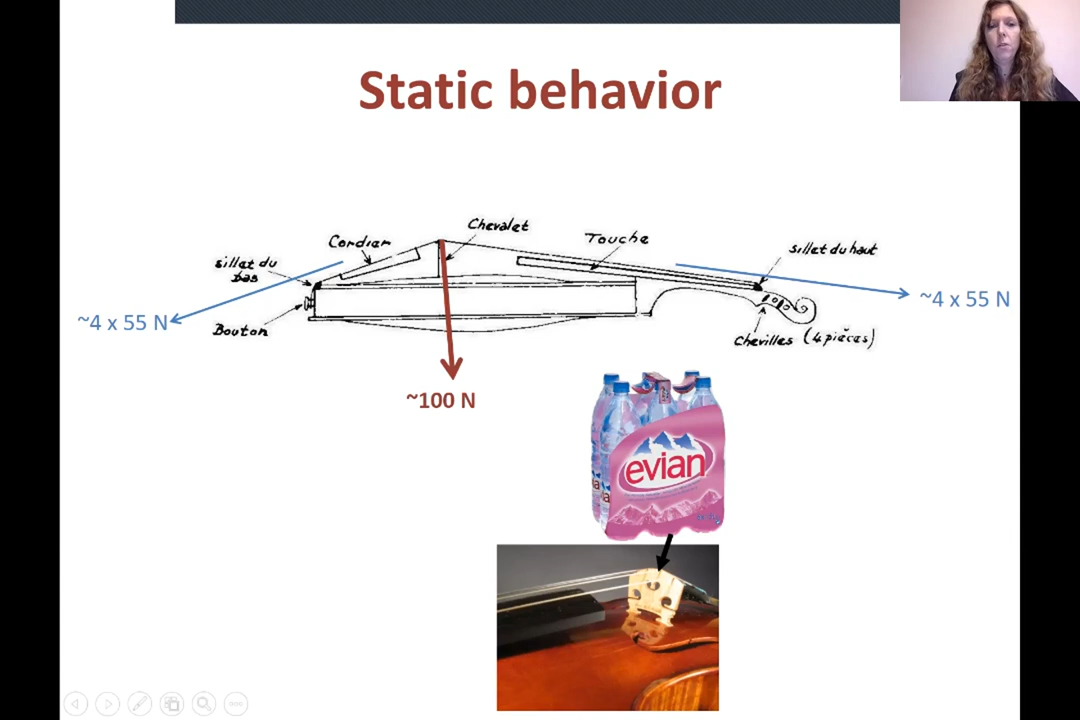 Static behavior
Cordier
Chevalet
Touche
sillet du haut
sillet du
bas
Bouton
Chevilles (4 pièces)
~4 x 55 N
~4 x 55 N
~100 N
evian